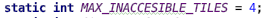 static int MAX_INACCESIBLE_TILES = 4;